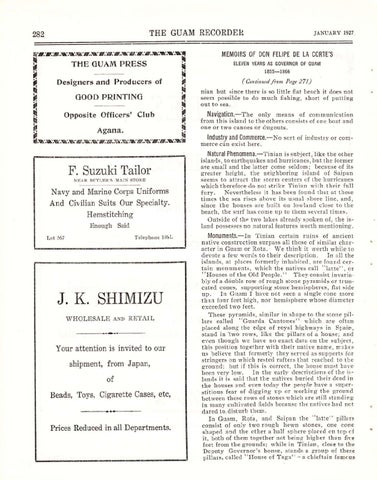 282
THE GUAM RECORDER
JANUARY 1927
THE GUAM PRESS
Designers and Producers of
GOOD PRINTING
Opposite Officers' Club
Agana.
F. Suzuki Tailor
NEAR BUTLER'S MAIN STORE
Navy and Marine Corps Uniforms
And Civilian Suits Our Specialty.
Hemstitching
Enough Said
Lot 567
Telephone
J. K. SHIMIZU
WHOLESALE AND RETAIL
Your attention is invited to our
shipment, from Japan,
of
Beads, Toys, Cigarette Cases, etc,
Prices Reduced in all Departments.
MEMOIRS OF DON FELIPE DE LA CORTE'S
ELEVEN YEARS AS GOVERNOR OF GUAM
1855—1866
(Continued from Page 271.)
nian but since there is so little flat beach it does not
seem possible to do much fishing, short of putting
out to sea.
Navigation.—The only means of communication
from this island to the others consists of one boat and
one or two canoes or dingouts.
Industry and Commerce.—No sort of industry or com-
merce can exist here.
Natural Phenomena.—Tinian is subject, like the other
islands, to earthquakes and hurricanes, but the former
are small and the latter come seldom; because of its
greater height, the neighboring island of Saipan
seems to attract the storm centers of the hurricanes
which therefore do not strike Tinian with their full
fury. Nevertheless it has been found that at those
times the sea rises above its usual shore line, and,
since the houses are built on lowland close to the
beach, the surf has come up to them several times.
Outside of the two lakes already spoken of, the is-
land possesses no natural features worth mentioning.
Monuments.—In Tinian certain ruins of ancient
native construction surpass all those of similar char-
acter in Guam or Rota. We think it worth while to
devote a few words to their description. In all the
islands, at places formerly inhabited, are found cer-
tain monuments, which the natives call "latte", or
"Houses of the Old People." They consist invaria-
bly of a double row of rough stone pyramids or trun-
cated cones, supporting stone hemispheres, flat side
up. In Guam I have not seen a single cone more
than four feet high, nor hemisphere whose diameter
exceeded two feet.
These pyramids, similar in shape to the stone pil-
lars called "Guarda Cantones" which are often
placed along the edge of royal highways in Spain,
stand in two rows, like the pillars of a house; and
even though we have no exact date on the subject,
this position together with their native name, makes
us believe that formerly they served as supports for
stringers on which rested rafters that reached to the
ground; but if this is correct, the house must have
been very low. In the early descriptions of the is-
lands it is said that the natives buried their dead in
the houses and even today the people have a super-
stitious fear of digging up or working the ground
between these rows of stones which are still standing
in many cultivated fields because the natives had not
dared to disturb them.
In Guam, Rota, and Saipan the "latte" pillars
consist of only two rough hewn stones, one cone
shaped and the other a half sphere placed on top of
it, both of them together not being higher than five
feet from the grounds; while in Tinian, close to the
Deputy Governor's house, stands a group of these
pillars, called "House of Taga" – a chieftain famous